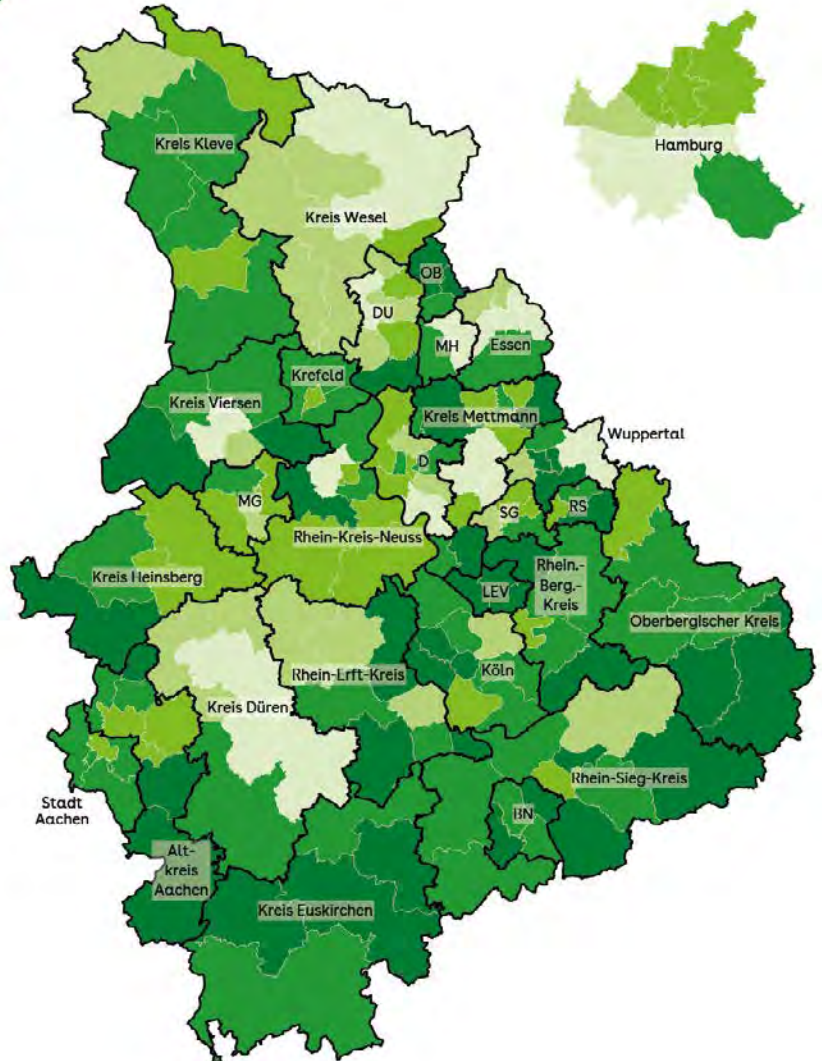 Hamburg
Kreis Kleve
Kreis Wesel
OB
DU
MH
Essen
Krefeld
Kreis Viersen
Kreis Mettmann
Wuppertal
D
MG
SG
RS
Rhein-Kreis-Neuss
Kreis Heinsberg
Rhein.-
Berg.-
Kreis
LEV
Oberbergischer Kreis
Rhein-Erft-Kreis
Köln
Kreis Düren
Rhein-Sieg-Kreis
Stadt
Aachen
BN
Alt-
kreis
Aachen
Kreis Euskirchen